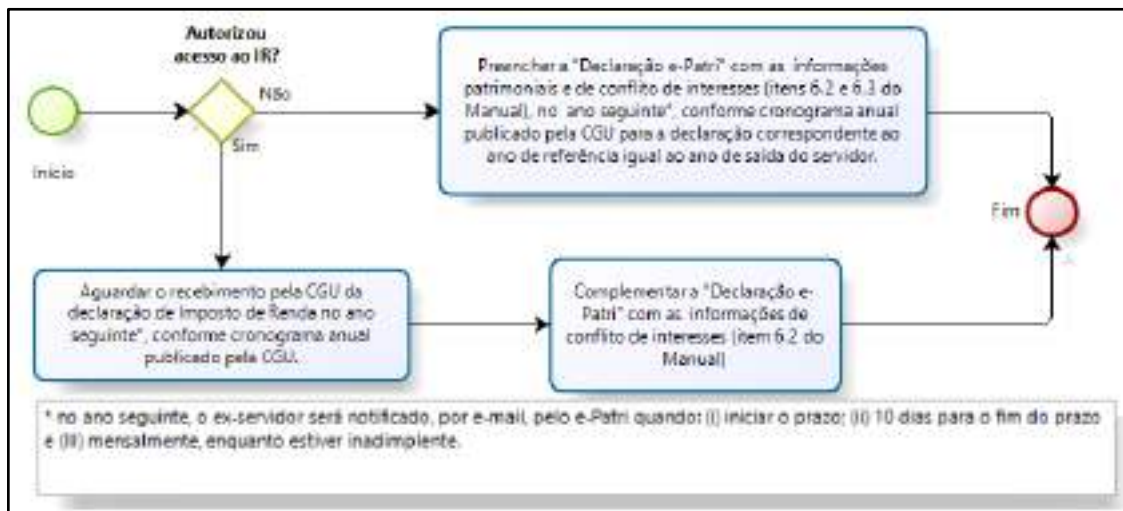 Autorizou
acesso ao IR?
Não
Sim
Início
Preencher a "Declaração e-Patri" com as informações
patrimoniais e de conflito de interesses (itens 6.2 e 6.3 do
Manual), no ano seguinte*, conforme cronograma anual
publicado pela CGU para a declaração correspondente ao
ano de referência igual ao ano de saída do servidor.
Fim
Aguardar o recebimento pela CGU da
declaração de Imposto de Renda no ano
seguinte*, conforme cronograma anual
publicado pela CGU.
Complementar a "Declaração e-
Patri" com as informações de
conflito de interesses (item 6.2 do
Manual)
* no ano seguinte, o ex-servidor será notificado, por e-mail, pelo e-Patri quando: (i) iniciar o prazo; (ii) 10 dias para o fim do prazo
e (iii) mensalmente, enquanto estiver inadimplente.